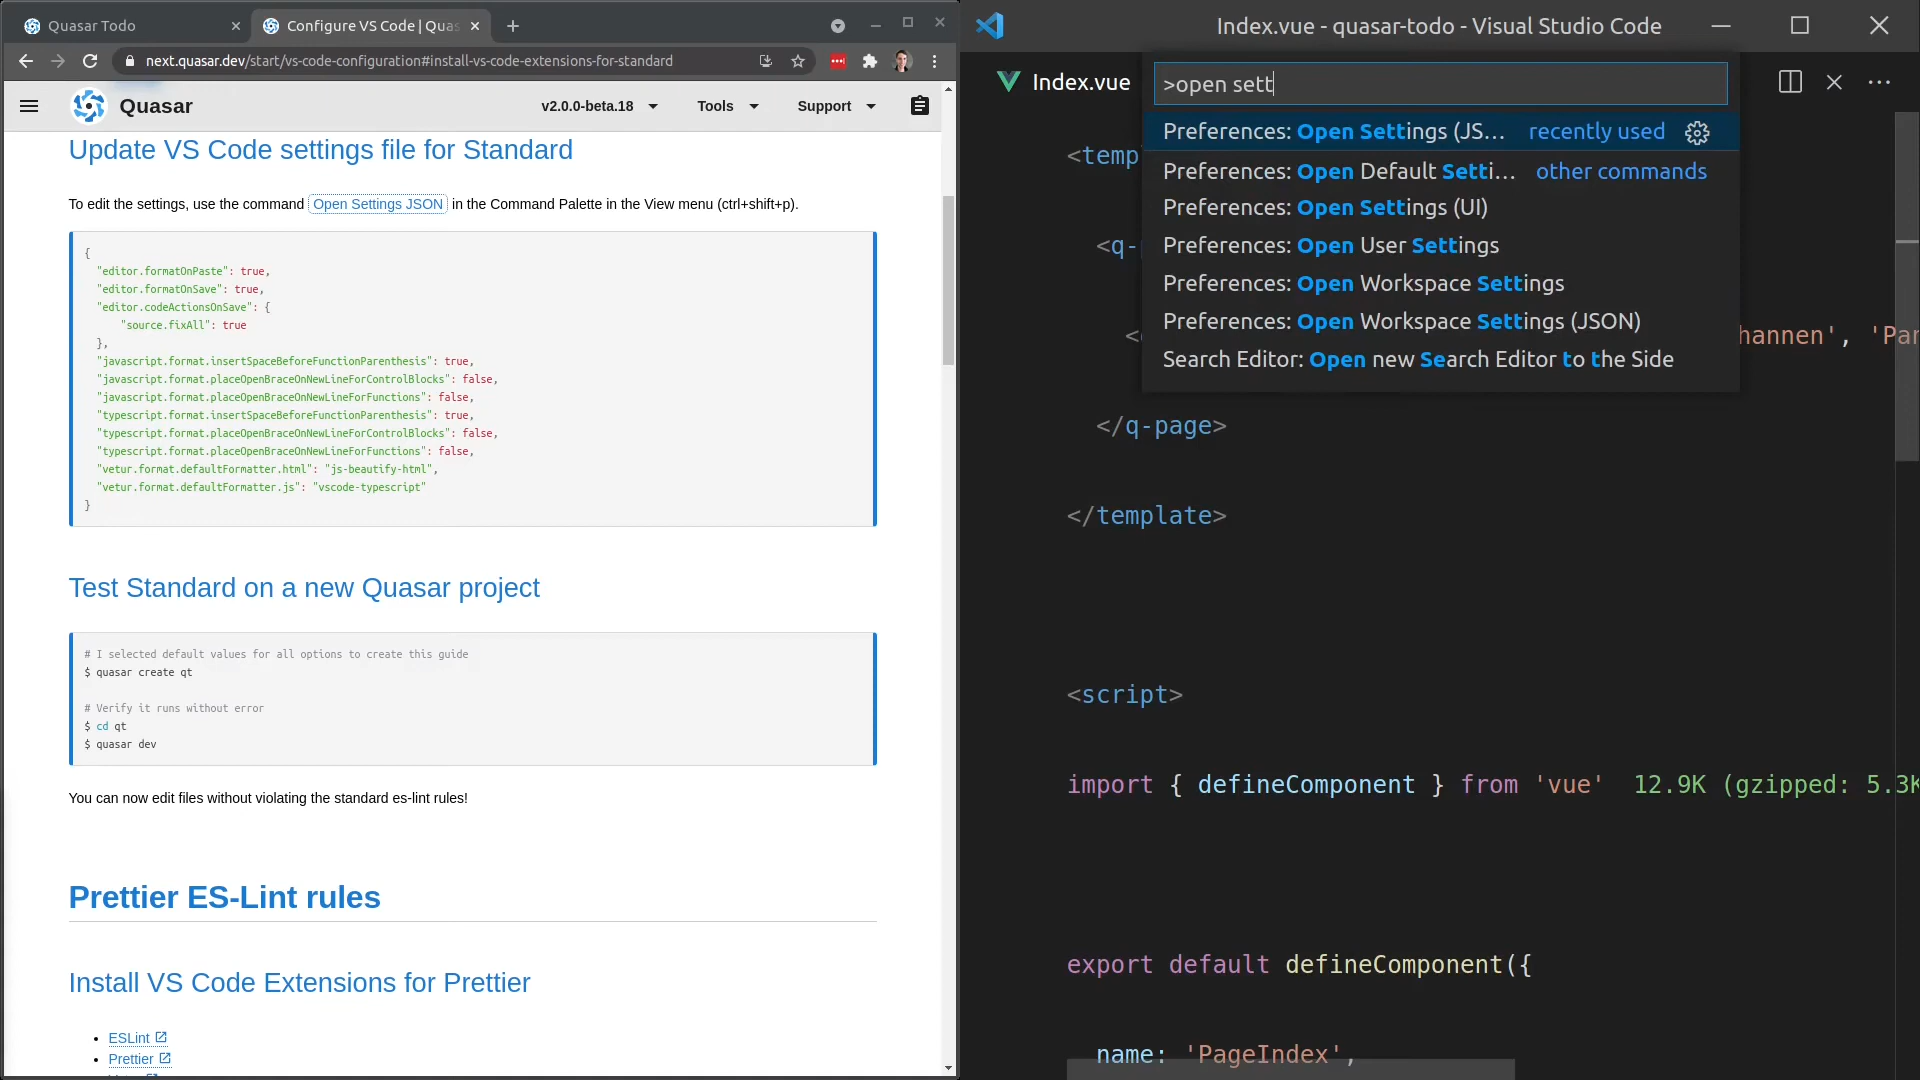 Quasar Todo
Configure VS Code | Quas
next.quasar.dev/start/vs-code-configuration#install-vs-code-extensions-for-standard
Quasar
v2.0.0-beta.18
Tools
Support
Update VS Code settings file for Standard
To edit the settings, use the command Open Settings JSON in the Command Palette in the View menu (ctrl+shift+p).
{
"editor.formatOnPaste": true,
"editor.formatOnSave": true,
"editor.codeActionsOnSave": {
"source.fixAll": true
},
"javascript.format.insertSpaceBeforeFunctionParenthesis": true,
"javascript.format.placeOpenBraceOnNewLineForControlBlocks": false,
"javascript.format.placeOpenBraceOnNewLineForFunctions": false,
"typescript.format.insertSpaceBeforeFunctionParenthesis": true,
"typescript.format.placeOpenBraceOnNewLineForControlBlocks": false,
"typescript.format.placeOpenBraceOnNewLineForFunctions": false,
"vetur.format.defaultFormatter.html": "js-beautify-html",
"vetur.format.defaultFormatter.js": "vscode-typescript"
}
Test Standard on a new Quasar project
# I selected default values for all options to create this guide
$ quasar create qt
# Verify it runs without error
$ cd qt
$ quasar dev
You can now edit files without violating the standard es-lint rules!
Prettier ES-Lint rules
Install VS Code Extensions for Prettier
• ESLint
• Prettier
Index.vue - quasar-todo - Visual Studio Code
Index.vue
>open sett
Preferences: Open Settings (JS... recently used
Preferences: Open Default Setti... other commands
Preferences: Open Settings (UI)
Preferences: Open User Settings
Preferences: Open Workspace Settings
Preferences: Open Workspace Settings (JSON)
Search Editor: Open new Search Editor to the Side
<temp
<q-
hannen', 'Par
</q-page>
</template>
<script>
import { defineComponent } from 'vue' 12.9K (gzipped: 5.3K
export default defineComponent({
name: 'PageIndex',